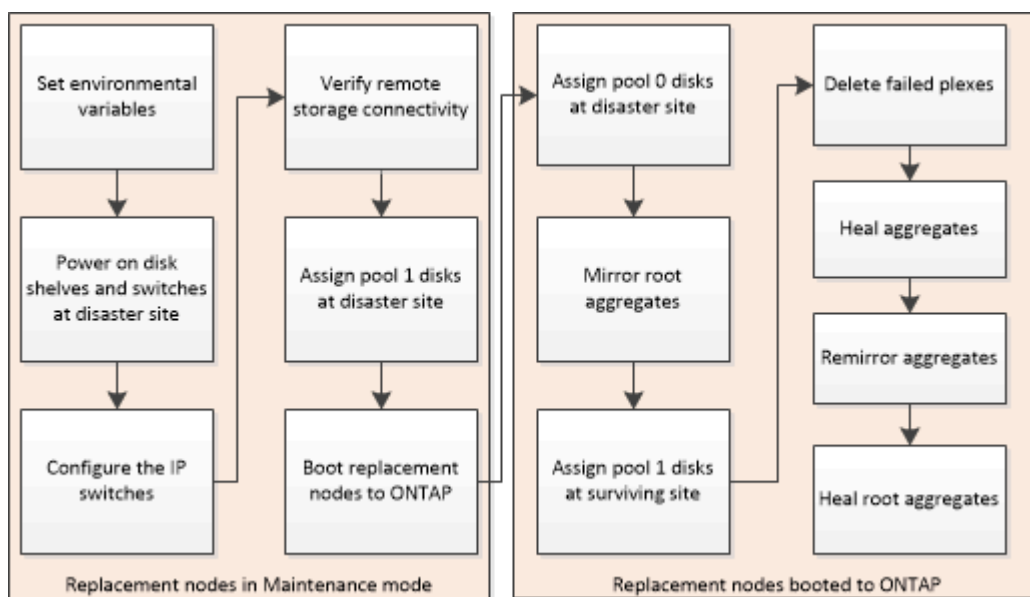 Set environmental
variables
Power on disk
shelves and switches
at disaster site
Configure the IP
switches
Verify remote
storage connectivity
Assign pool 1 disks
at disaster site
Boot replacement
nodes to ONTAP
Replacement nodes in Maintenance mode
Assign pool 0 disks
at disaster site
Mirror root
aggregates
Assign pool 1 disks
at surviving site
Delete failed plexes
Heal aggregates
Remirror aggregates
Heal root aggregates
Replacement nodes booted to ONTAP